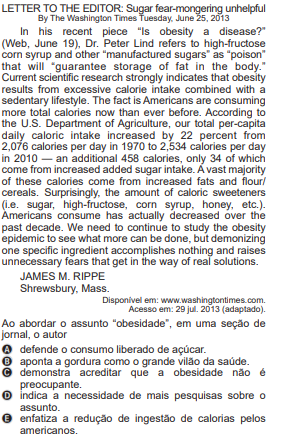 LETTER TO THE EDITOR: Sugar fear-mongering unhelpful
By The Washington Times Tuesday, June 25, 2013
In his recent piece “Is obesity a disease?”
(Web, June 19), Dr. Peter Lind refers to high-fructose
corn syrup and other “manufactured sugars” as “poison”
that will “guarantee storage of fat in the body.”
Current scientific research strongly indicates that obesity
results from excessive calorie intake combined with a
sedentary lifestyle. The fact is Americans are consuming
more total calories now than ever before. According to
the U.S. Department of Agriculture, our total per-capita
daily caloric intake increased by 22 percent from
2,076 calories per day in 1970 to 2,534 calories per day
in 2010 — an additional 458 calories, only 34 of which
come from increased added sugar intake. A vast majority
of these calories come from increased fats and flour/
cereals. Surprisingly, the amount of caloric sweeteners
(i.e. sugar, high-fructose, corn syrup, honey, etc.).
Americans consume has actually decreased over the
past decade. We need to continue to study the obesity
epidemic to see what more can be done, but demonizing
one specific ingredient accomplishes nothing and raises
unnecessary fears that get in the way of real solutions.
JAMES M. RIPPE
Shrewsbury, Mass.
Disponível em: www.washingtontimes.com.
Acesso em: 29 jul. 2013 (adaptado).
Ao abordar o assunto “obesidade”, em uma seção de
jornal, o autor
A defende o consumo liberado de açúcar.
B aponta a gordura como o grande vilão da saúde.
C demonstra acreditar que a obesidade não é
preocupante.
D indica a necessidade de mais pesquisas sobre o
assunto.
E enfatiza a redução de ingestão de calorias pelos
americanos.